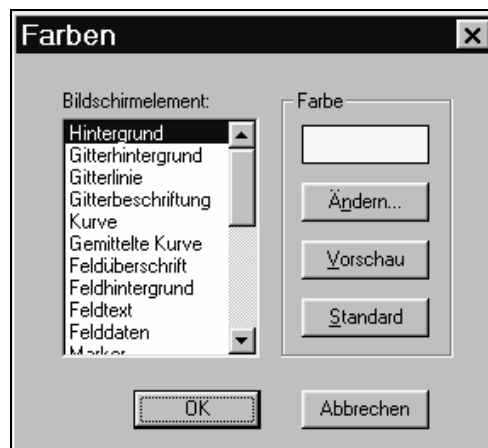 Farben
Bildschirmelement:
Hintergrund
Gitterhintergrund
Gitterlinie
Gitterbeschriftung
Kurve
Gemittelte Kurve
Feldüberschrift
Feldhintergrund
Feldtext
Felddaten
Marker
Farbe
Ändern...
Vorschau
Standard
OK
Abbrechen